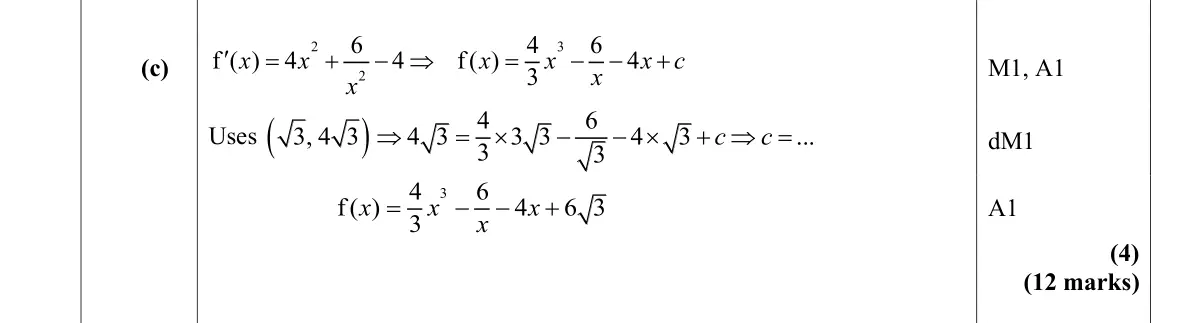 (c) f′(x) = 4x² + 6/x² − 4 ⇒ f(x) = 4/3 x³ − 6/x − 4x + c M1, A1
Uses (√3, 4√3) ⇒ 4√3 = 4/3 × 3√3 − 6/√3 − 4 × √3 + c ⇒ c = ... dM1
f(x) = 4/3 x³ − 6/x − 4x + 6√3 A1
(4)
(12 marks)